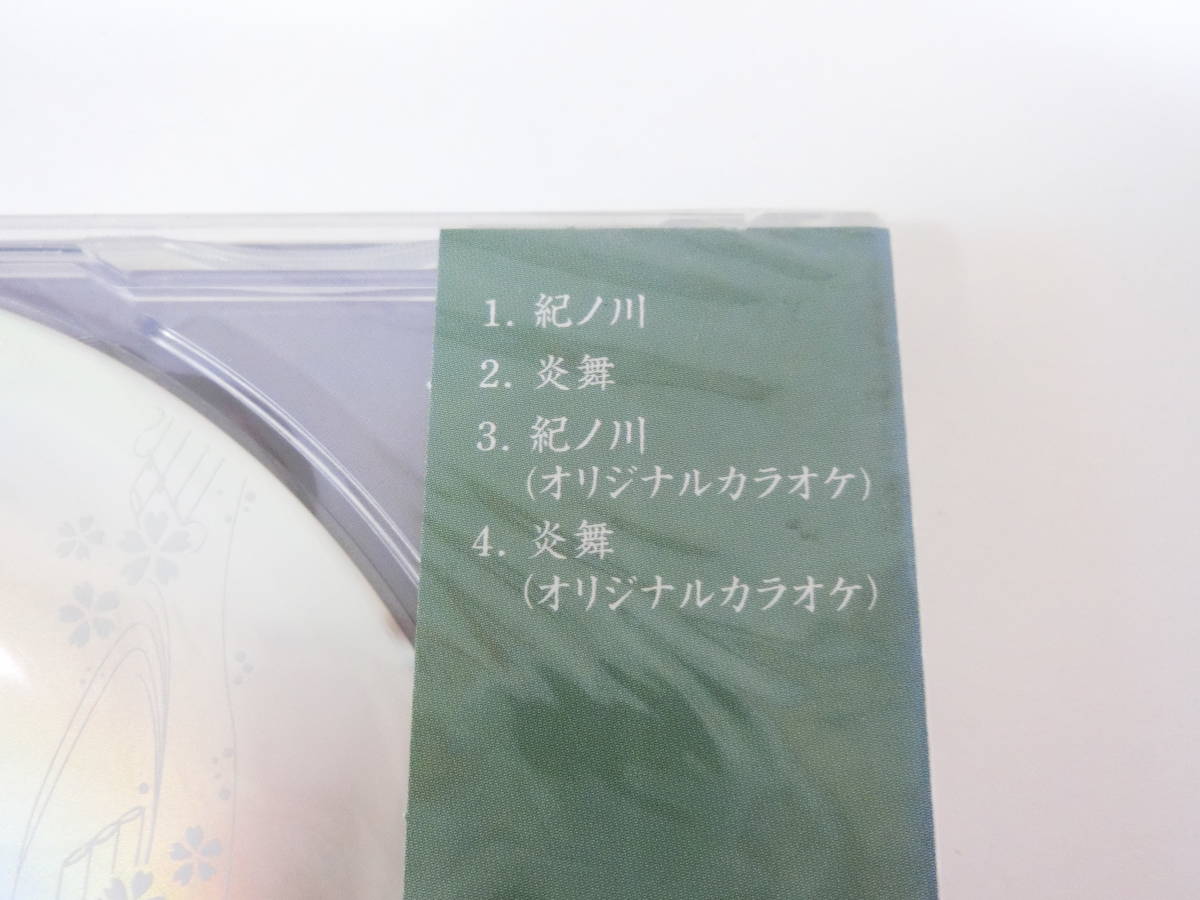 1. 紀ノ川
2. 炎舞
3. 紀ノ川
(オリジナルカラオケ)
4. 炎舞
(オリジナルカラオケ)